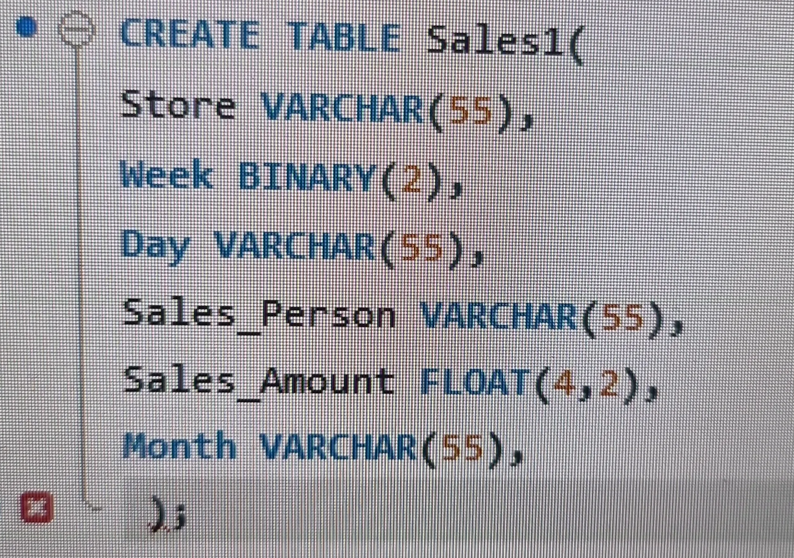 CREATE TABLE Sales1(
Store VARCHAR(55),
Week BINARY(2),
Day VARCHAR(55),
Sales_Person VARCHAR(55),
Sales_Amount FLOAT(4,2),
Month VARCHAR(55),
);